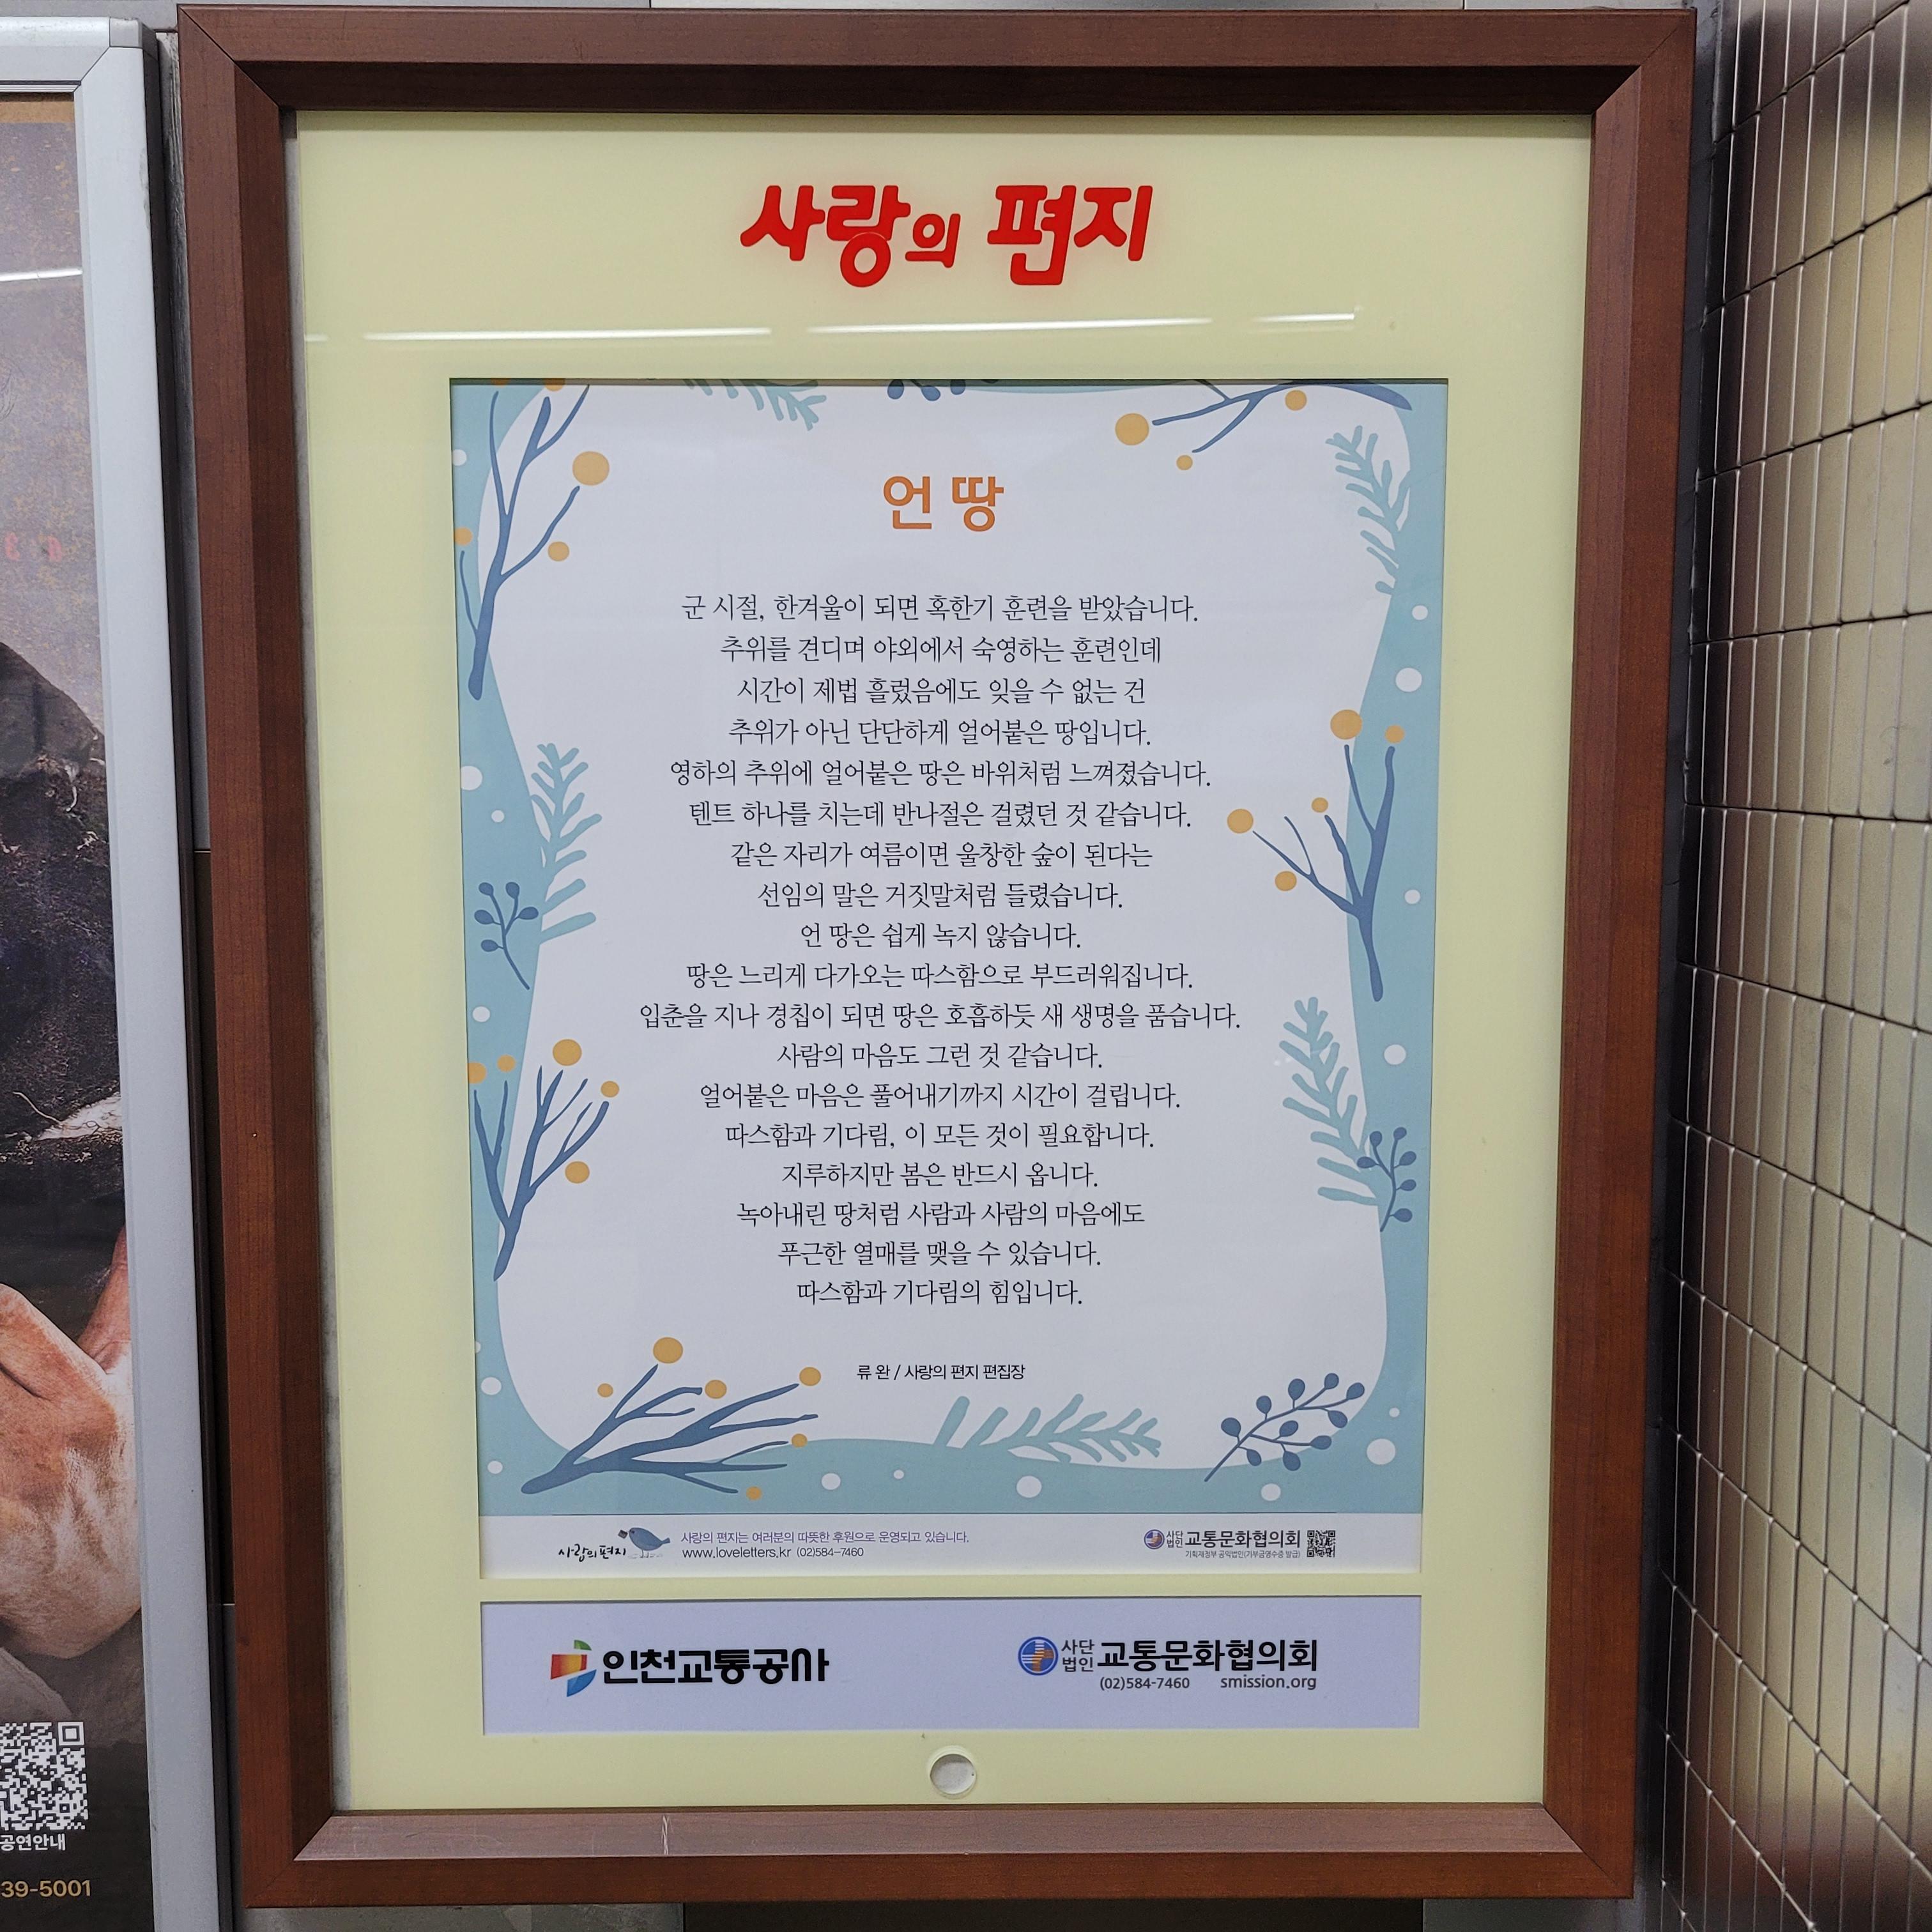 사랑의 편지
언 땅
군 시절, 한겨울이 되면 혹한기 훈련을 받았습니다.
추위를 견디며 야외에서 숙영하는 훈련인데
시간이 제법 흘렀음에도 잊을 수 없는 건
추위가 아닌 단단하게 얼어붙은 땅입니다.
영하의 추위에 얼어붙은 땅은 바위처럼 느껴졌습니다.
텐트 하나를 치는데 반나절은 걸렸던 것 같습니다.
같은 자리가 여름이면 울창한 숲이 된다는
선임의 말은 거짓말처럼 들렸습니다.
언 땅은 쉽게 녹지 않습니다.
땅은 느리게 다가오는 따스함으로 부드러워집니다.
입춘을 지나 경칩이 되면 땅은 호흡하듯 새 생명을 품습니다.
사람의 마음도 그런 것 같습니다.
얼어붙은 마음은 풀어내기까지 시간이 걸립니다.
따스함과 기다림, 이 모든 것이 필요합니다.
지루하지만 봄은 반드시 옵니다.
녹아내린 땅처럼 사람과 사람의 마음에도
푸근한 열매를 맺을 수 있습니다.
따스함과 기다림의 힘입니다.
류 완 / 사랑의 편지 편집장
사랑의 편지
사랑의 편지는 여러분의 따뜻한 후원으로 운영되고 있습니다.
www.loveletters.kr (02)584-7460
사단법인 교통문화협의회
기획재정부 공익법인(기부금영수증 발급)
인천교통공사
사단법인 교통문화협의회
(02)584-7460 smission.org
공연안내
39-5001